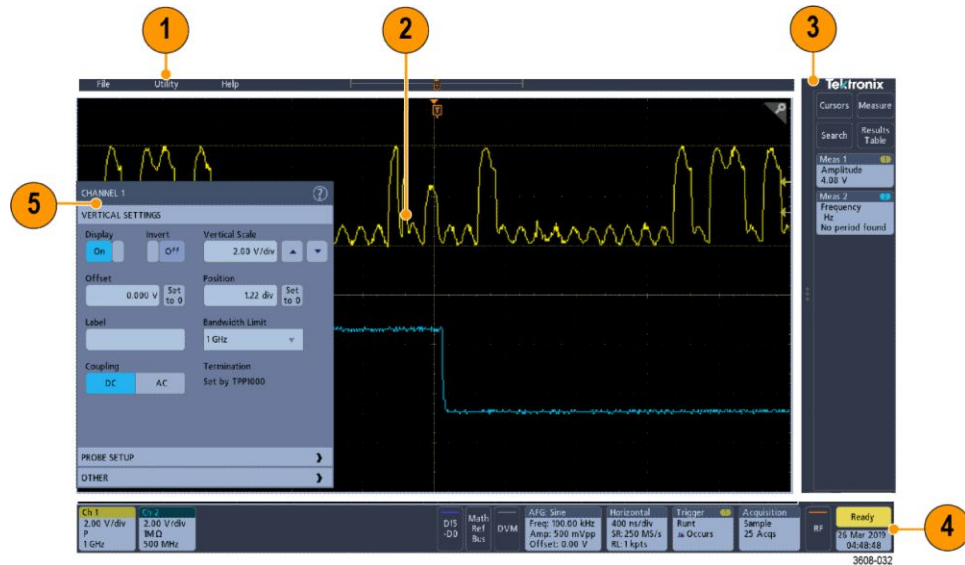 1
2
3
File Utility Help
Tektronix
Cursors Measure
Search Results Table
Meas 1 1
Amplitude
4.08 V
Meas 2 2
Frequency
Hz
No period found
T
5
CHANNEL 1 ?
VERTICAL SETTINGS
Display Invert Vertical Scale
On Off 2.00 V/div
Offset Position
0.000 V Set to 0 1.22 div Set to 0
Label Bandwidth Limit
1 GHz
Coupling Termination
DC AC Set by TPP1000
PROBE SETUP
OTHER
Ch 1
2.00 V/div
P
1 GHz
Ch 2
2.00 V/div
1MΩ
500 MHz
D15
-D0
Math
Ref
Bus
DVM
AFG: Sine
Freq: 100.00 kHz
Amp: 500 mVpp
Offset: 0.00 V
Horizontal
400 ns/div
SR: 250 MS/s
RL: 1 kpts
Trigger 1
Runt
Occurs
Acquisition
Sample
25 Acqs
RF
Ready
26 Mar 2019
04:48:48
4
3608-032